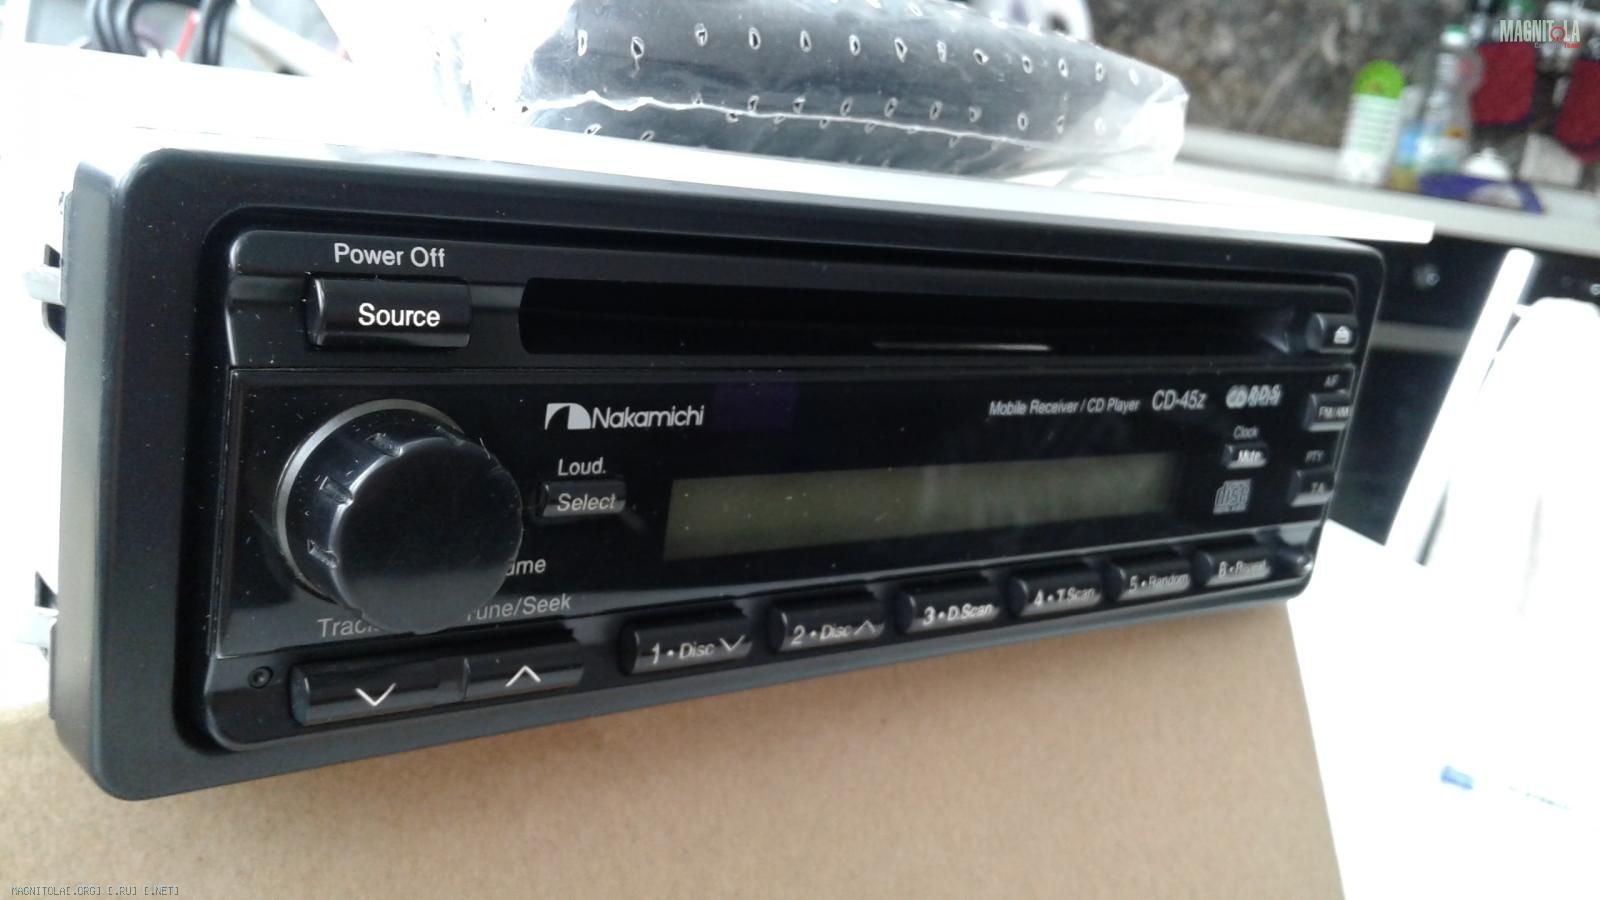 MAGNITOLA
Power Off
Source
Nakamichi
Mobile Receiver / CD Player CD-45z
RDS
AF
FM/AM
Clock
Mute
PTY
TA
disc
Loud.
Select
Tune/Seek
1 • Disc
2 • Disc
3 • D.Scan
4 • T.Scan
5 • Random
6 • Repeat
MAGNITOLA[.ORG] [.RU] [.NET]